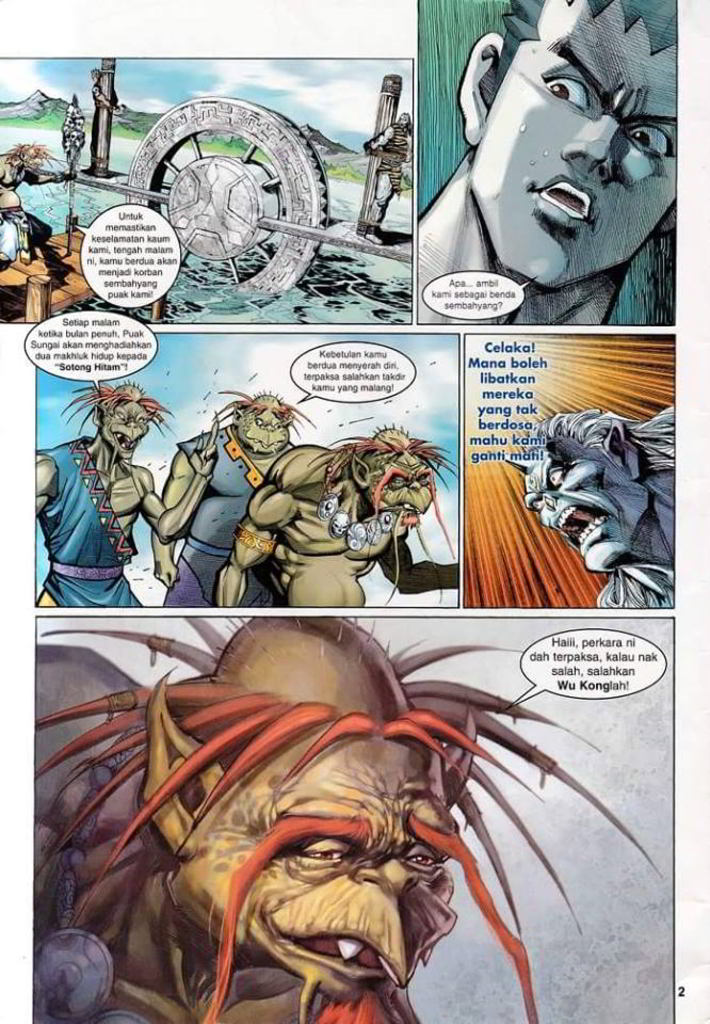 Untuk
memastikan
keselamatan kaum
kami, tengah malam
ni, kamu berdua akan
menjadi korban
sembahyang
puak kami!
Apa... ambil
kami sebagai benda
sembahyang?
Setiap malam
ketika bulan penuh, Puak
Sungai akan menghadiahkan
dua makhluk hidup kepada
"Sotong Hitam"!
Kebetulan kamu
berdua menyerah diri,
terpaksa salahkan takdir
kamu yang malang!
Celaka!
Mana boleh
libatkan
mereka
yang tak
berdosa,
mahu kami
ganti mati!
Haiii, perkara ni
dah terpaksa, kalau nak
salah, salahkan
Wu Konglah!
2